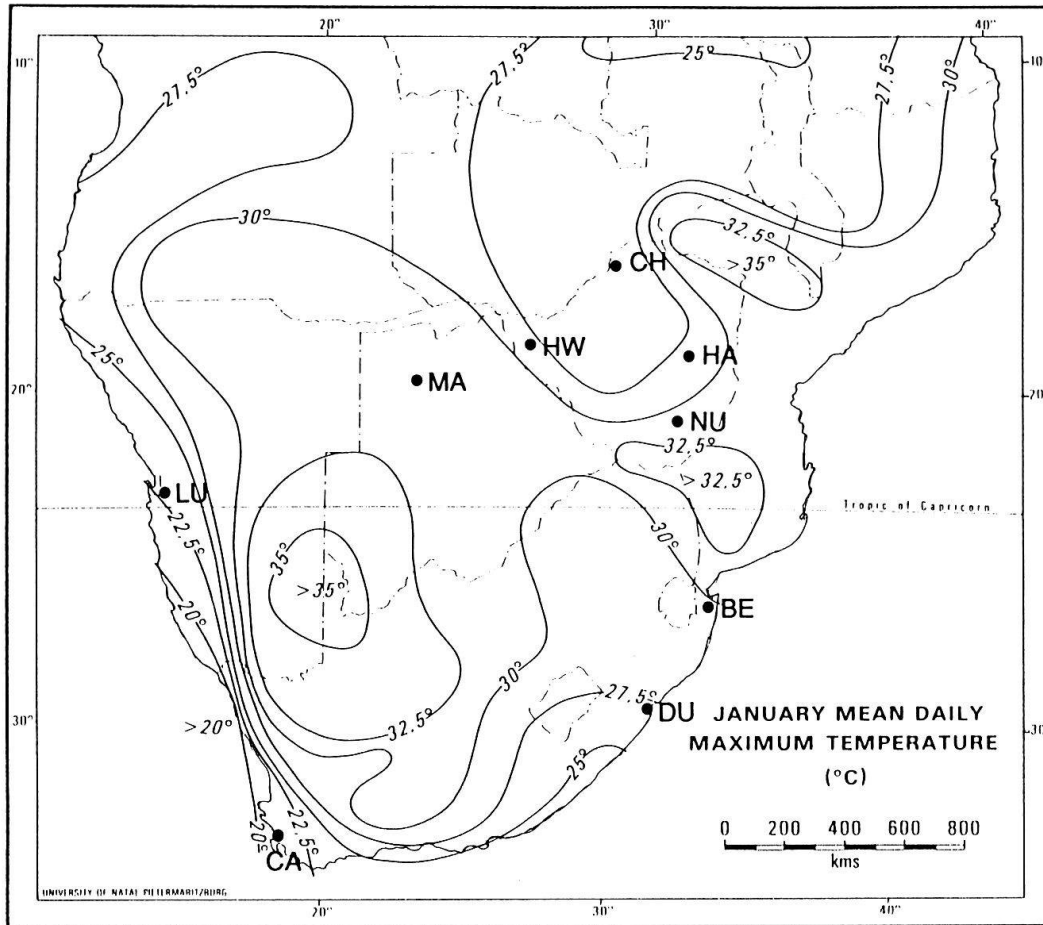 20°
30°
40°
10°
10°
27.5°
27.5°
25°
27.5°
30°
30°
32.5°
>35°
CH
25°
HW
HA
MA
20°
20°
NU
32.5°
>32.5°
LU
22.5°
Tropic of Capricorn
30°
35°
>35°
BE
20°
30°
27.5°
32.5°
>20°
DU
JANUARY MEAN DAILY
MAXIMUM TEMPERATURE
(°C)
30°
30°
25°
0 200 400 600 800
kms
20°
22.5°
CA
UNIVERSITY OF NATAL PIETERMARITZBURG
20°
30°
40°